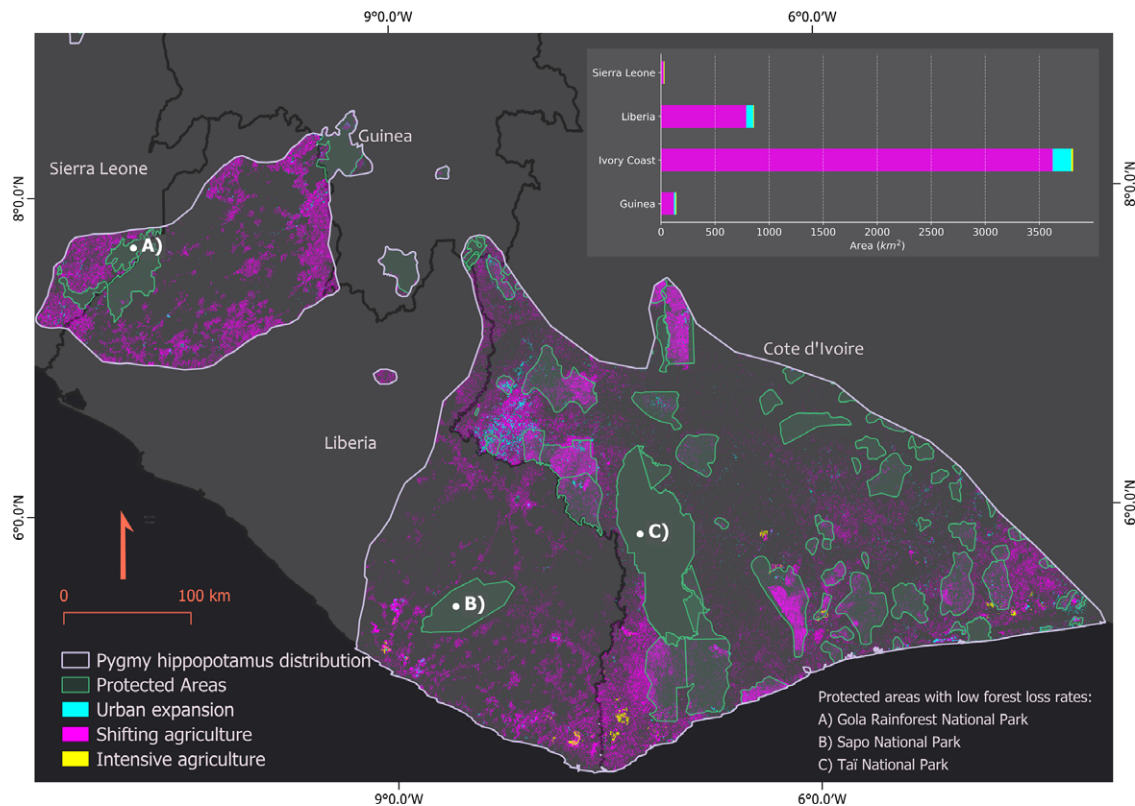 9°0.0'W
6°0.0'W
Sierra Leone
Liberia
Ivory Coast
Guinea
0
500
1000
1500
2000
2500
3000
3500
Area (km²)
Guinea
Sierra Leone
8°0.0'N
8°0.0'N
A)
Cote d'Ivoire
Liberia
6°0.0'N
6°0.0'N
C)
B)
0
100 km
Pygmy hippopotamus distribution
Protected Areas
Urban expansion
Shifting agriculture
Intensive agriculture
Protected areas with low forest loss rates:
A) Gola Rainforest National Park
B) Sapo National Park
C) Taï National Park
9°0.0'W
6°0.0'W